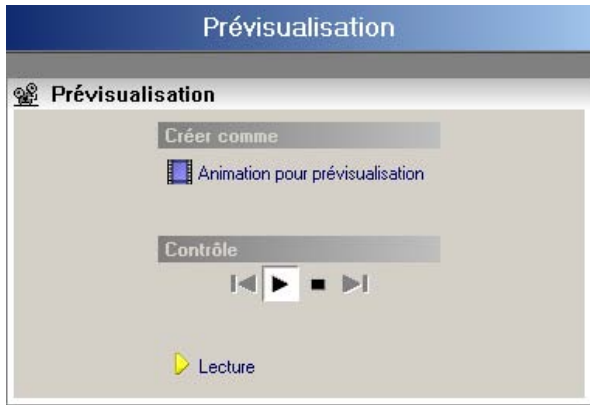 Prévisualisation
Prévisualisation
Créer comme
Animation pour prévisualisation
Contrôle
Lecture